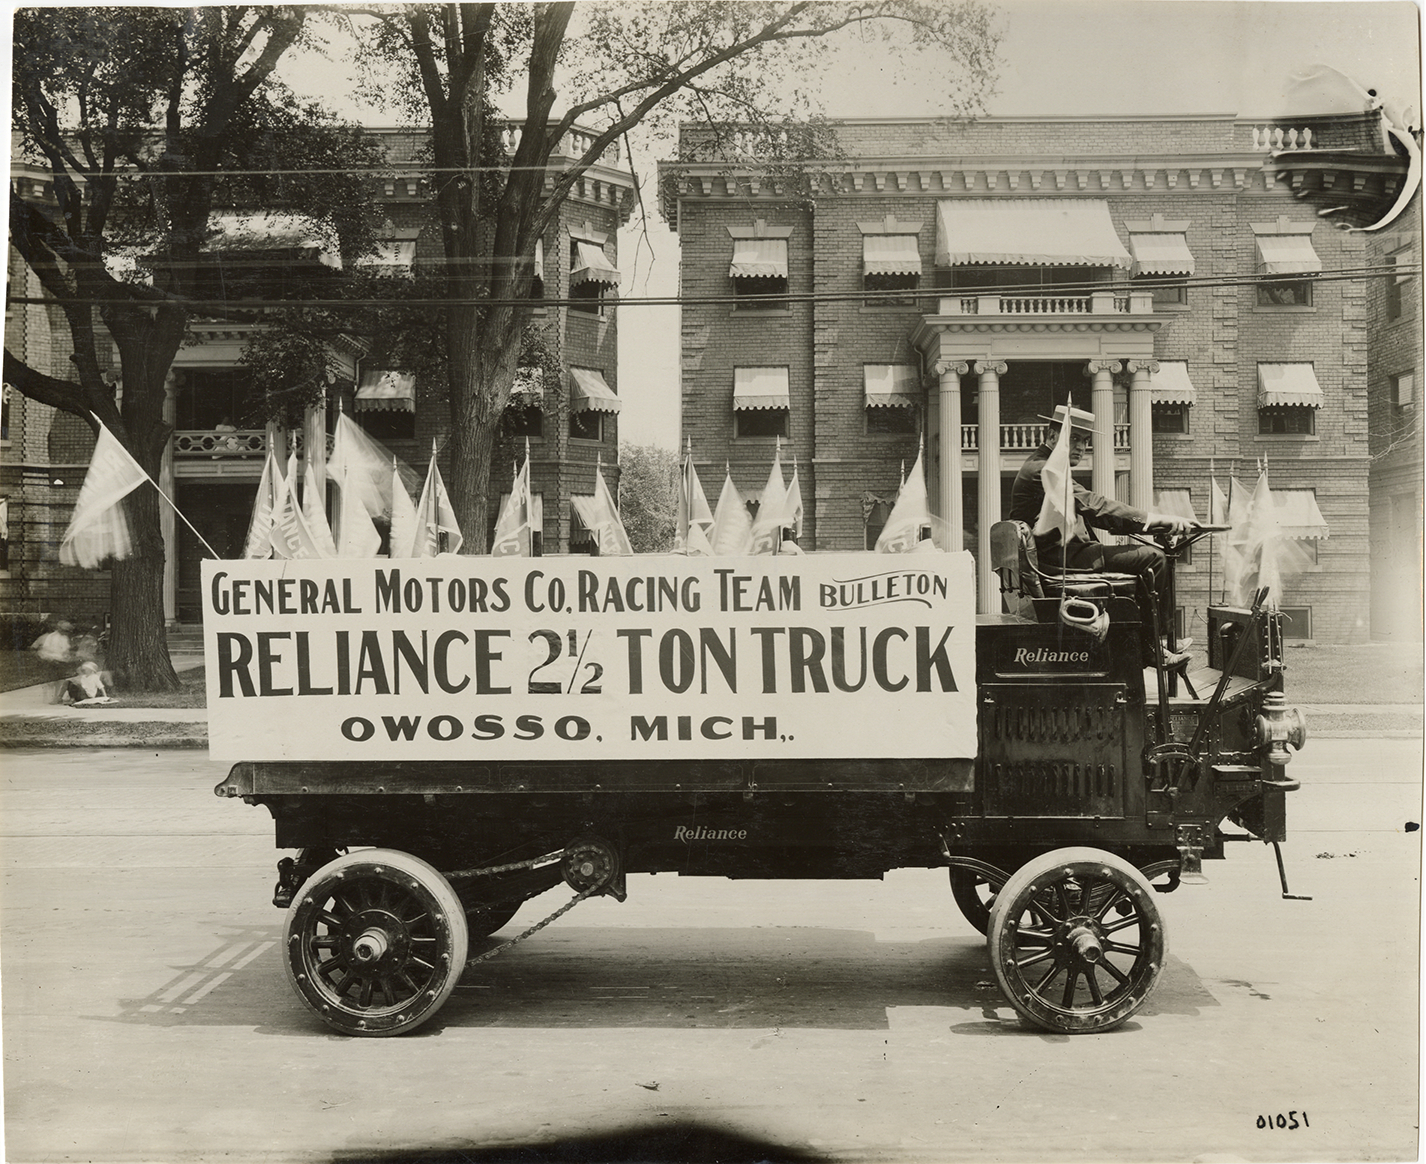 GENERAL MOTORS CO. RACING TEAM BULLETON
RELIANCE 2½ TON TRUCK
OWOSSO. MICH,.
Reliance
Reliance
01051